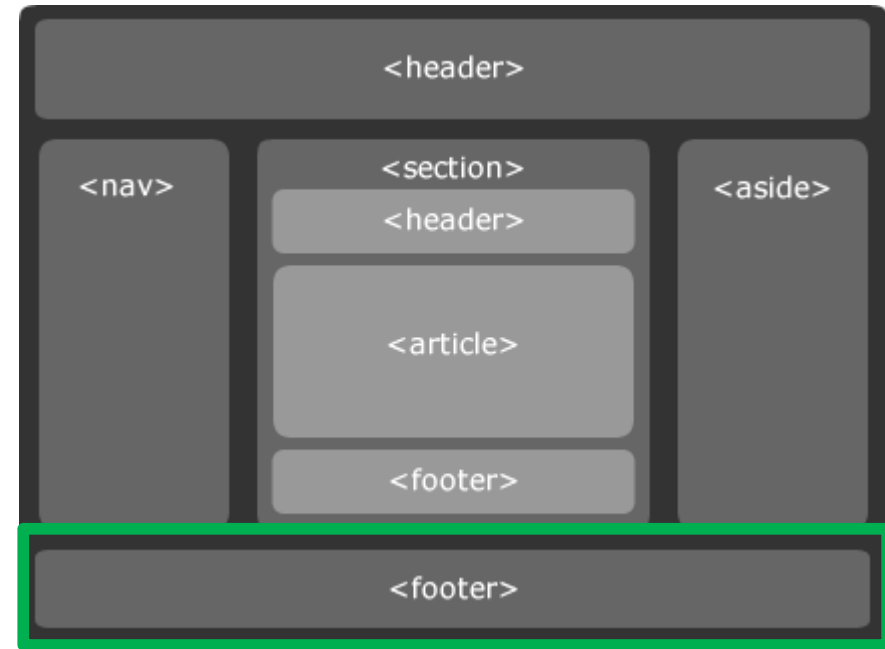 <header>
<nav>
<section>
<header>
<article>
<footer>
<aside>
<footer>